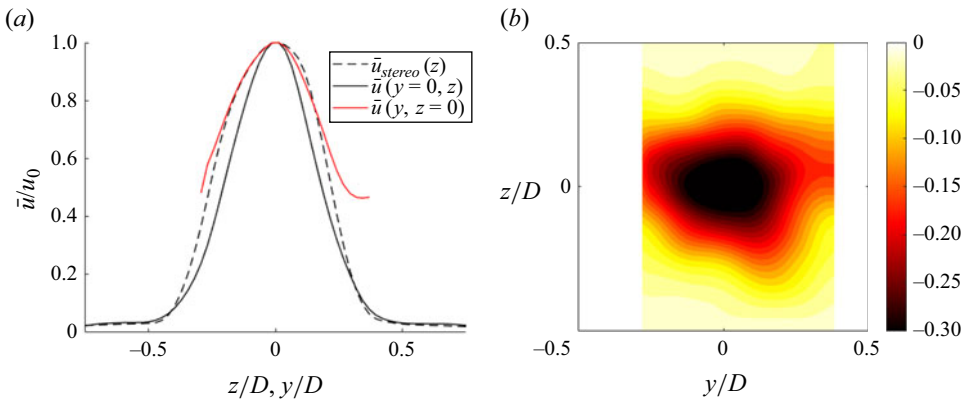 (a)
1.0
0.8
0.6
0.4
0.2
0
ū/u₀
–0.5
0
0.5
z/D, y/D
ū_stereo (z)
ū (y = 0, z)
ū (y, z = 0)
(b)
0.5
0
–0.5
z/D
0
0.5
y/D
0
–0.05
–0.10
–0.15
–0.20
–0.25
–0.30